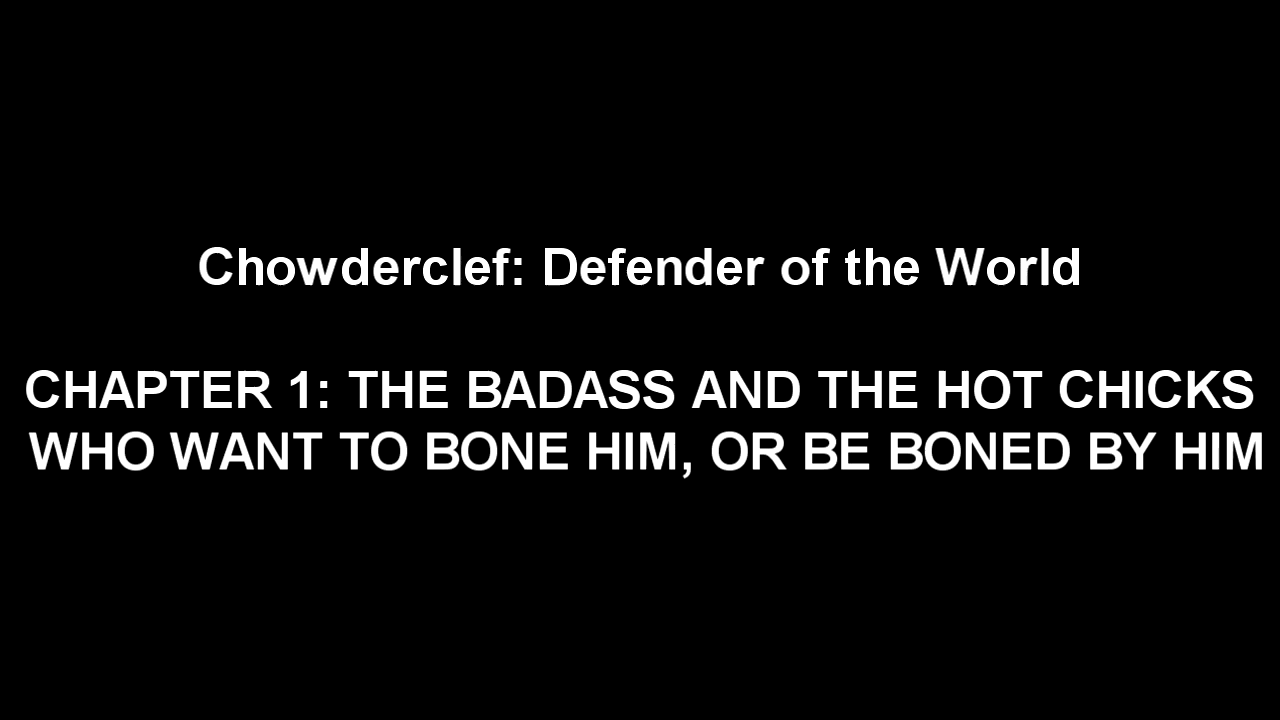 Chowderclef: Defender of the World
CHAPTER 1: THE BADASS AND THE HOT CHICKS
WHO WANT TO BONE HIM, OR BE BONED BY HIM